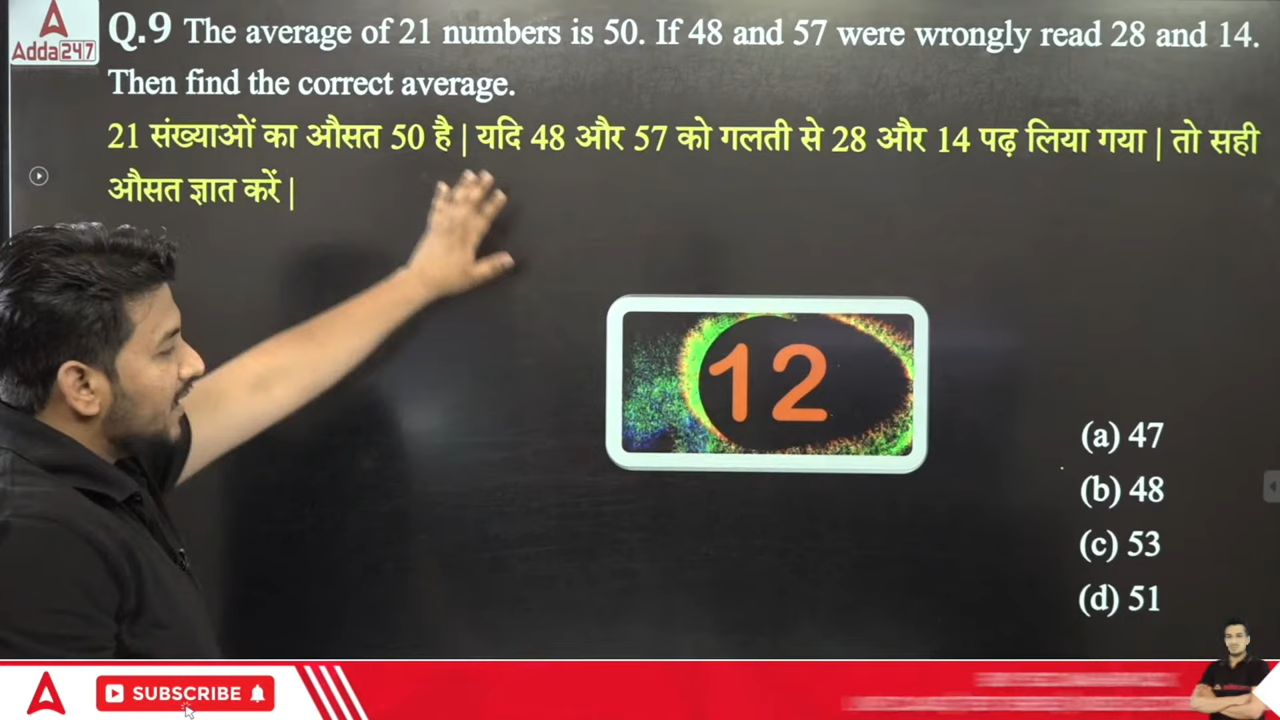 Adda247
Q.9 The average of 21 numbers is 50. If 48 and 57 were wrongly read 28 and 14.
Then find the correct average.
21 संख्याओं का औसत 50 है | यदि 48 और 57 को गलती से 28 और 14 पढ़ लिया गया | तो सही
औसत ज्ञात करें |
12
(a) 47
(b) 48
(c) 53
(d) 51
SUBSCRIBE